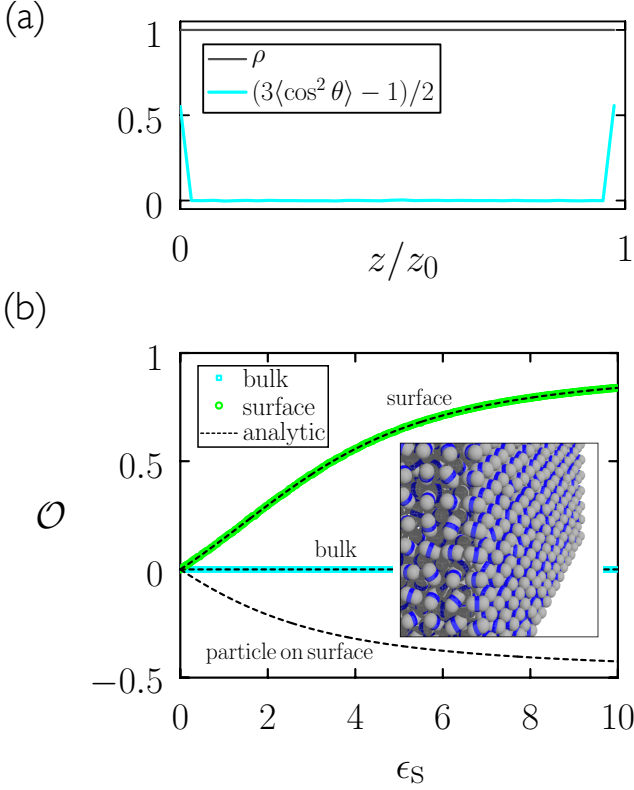 (a)
1
0.5
0
ρ
(3⟨cos² θ⟩ − 1)/2
0
z/z₀
1
(b)
1
0.5
0
−0.5
O
bulk
surface
analytic
surface
bulk
particle on surface
0
2
4
6
8
10
ϵ_S